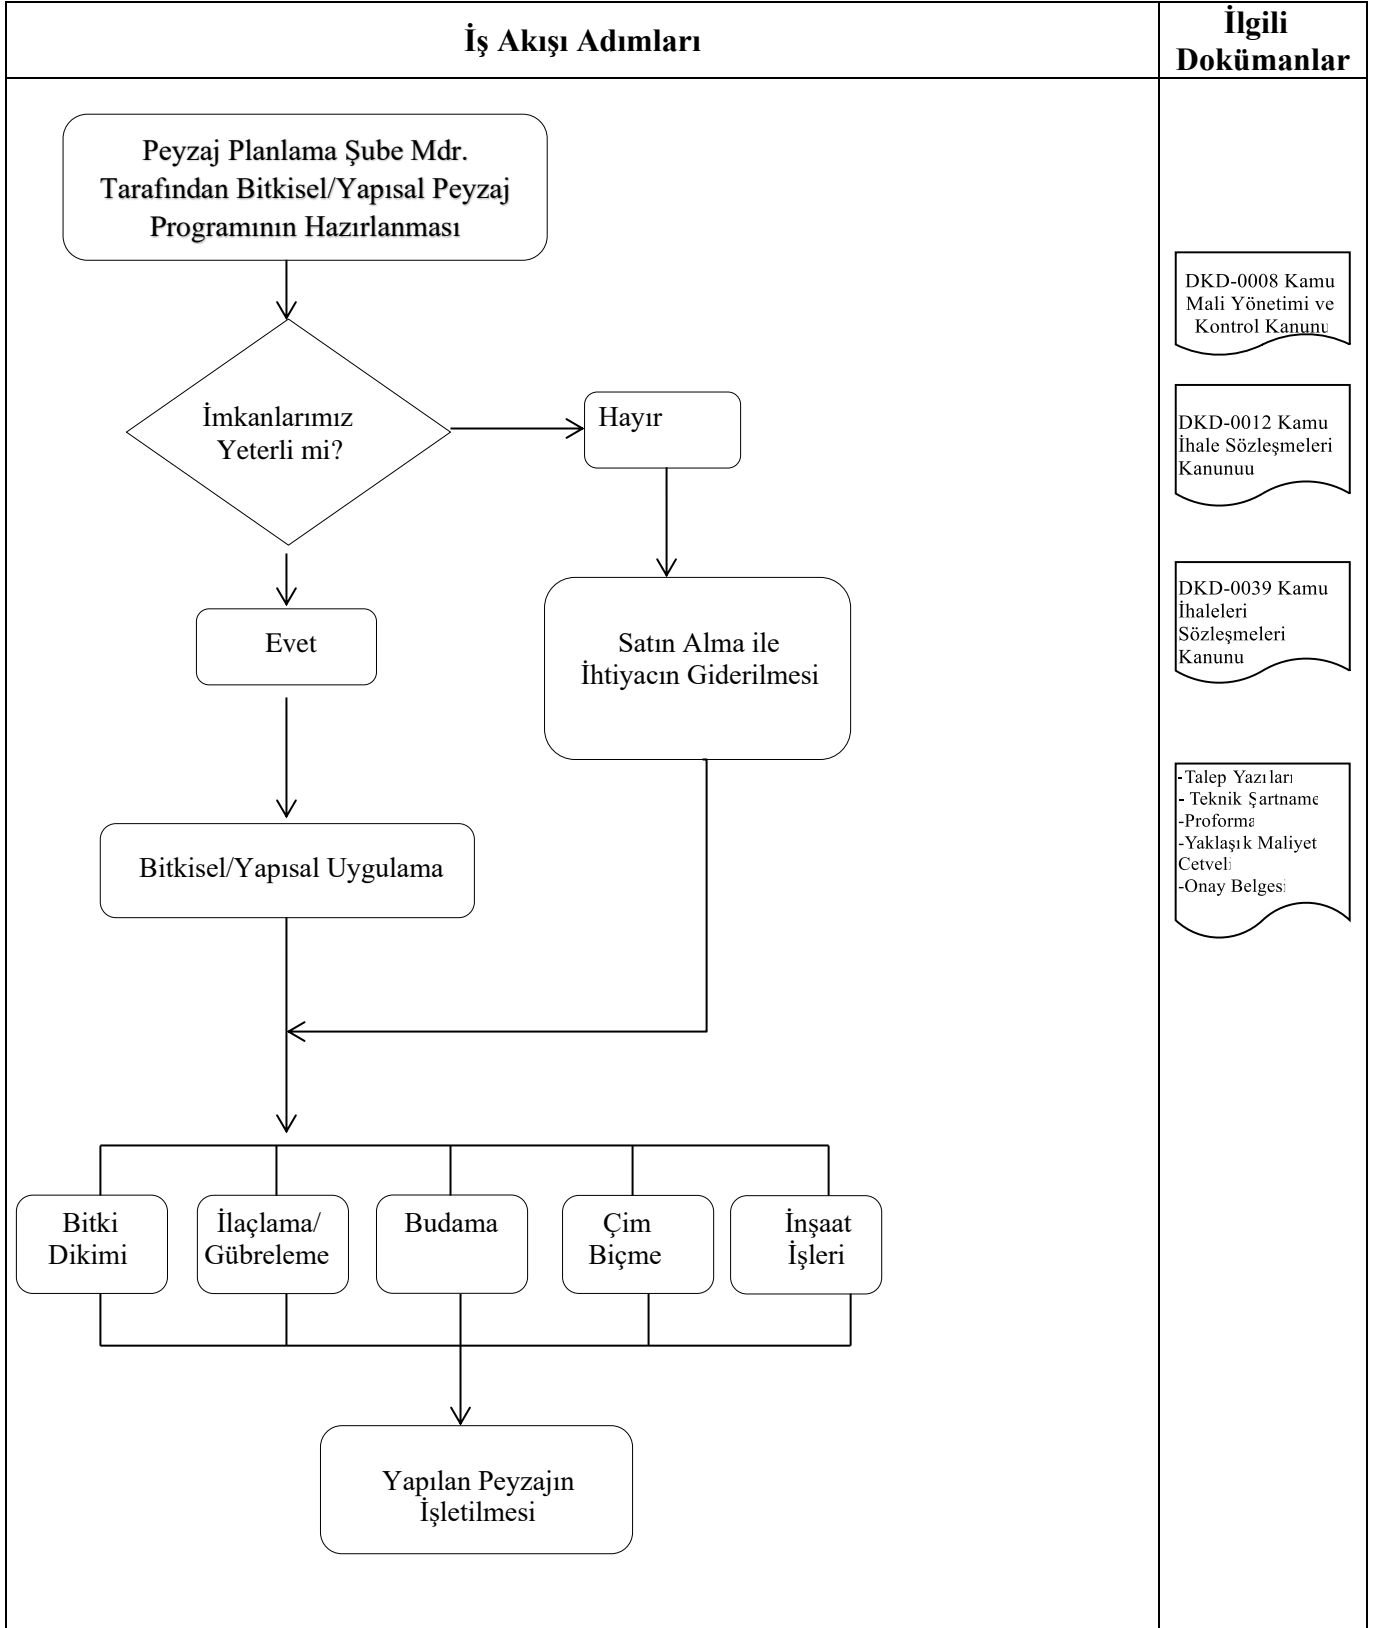 İş Akışı Adımları
İlgili
Dokümanlar
Peyzaj Planlama Şube Mdr.
Tarafından Bitkisel/Yapısal Peyzaj
Programının Hazırlanması
İmkanlarımız
Yeterli mi?
Hayır
Evet
Satın Alma ile
İhtiyacın Giderilmesi
Bitkisel/Yapısal Uygulama
Bitki
Dikimi
İlaçlama/
Gübreleme
Budama
Çim
Biçme
İnşaat
İşleri
Yapılan Peyzajın
İşletilmesi
DKD-0008 Kamu
Mali Yönetimi ve
Kontrol Kanunu
DKD-0012 Kamu
İhale Sözleşmeleri
Kanunuu
DKD-0039 Kamu
İhaleleri
Sözleşmeleri
Kanunu
-Talep Yazıları
- Teknik Şartname
-Proforma
-Yaklaşık Maliyet
Cetveli
-Onay Belgesi